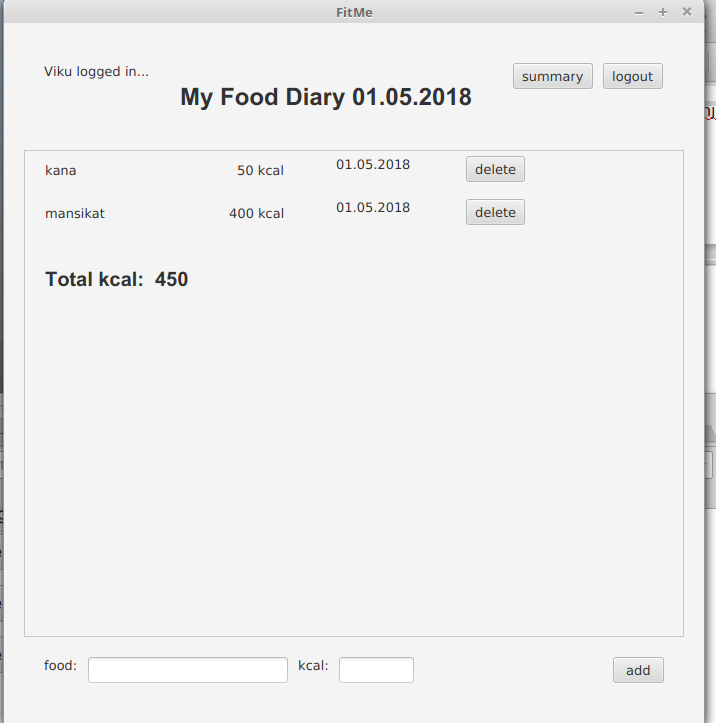 FitMe
Viku logged in...
summary
logout
My Food Diary 01.05.2018
kana 50 kcal 01.05.2018 delete
mansikat 400 kcal 01.05.2018 delete
Total kcal: 450
food: kcal: add